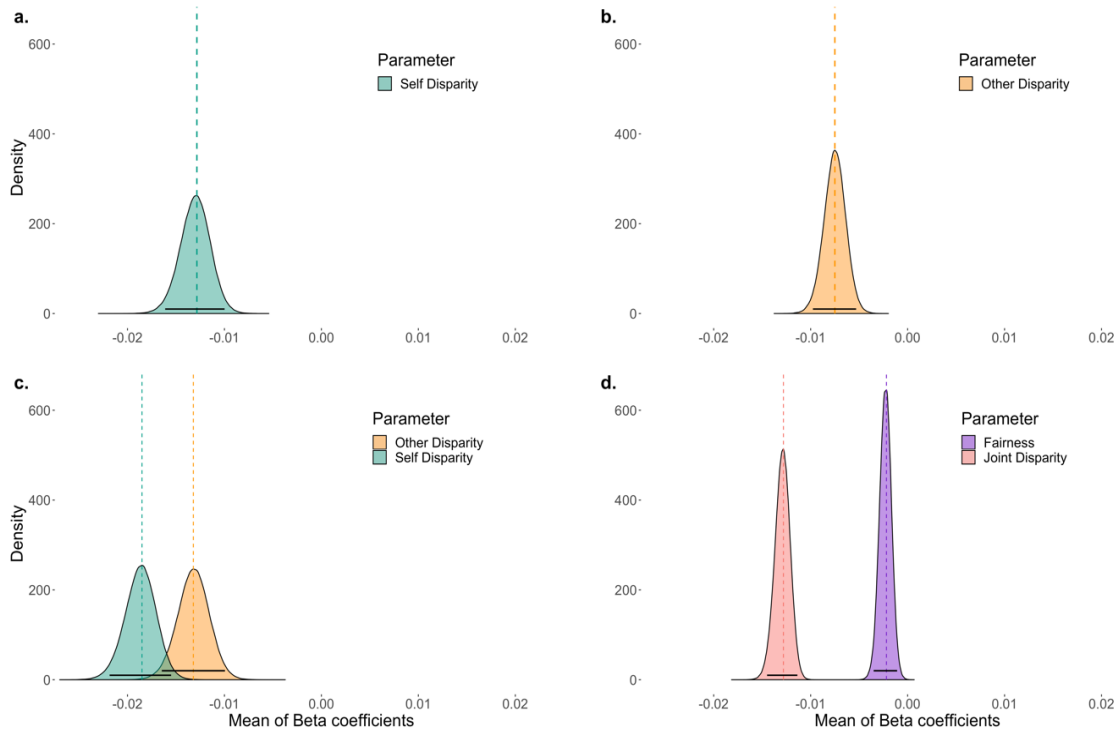 a.
600
400
200
0
Density
-0.02 -0.01 0.00 0.01 0.02
Parameter
Self Disparity
b.
600
400
200
0
-0.02 -0.01 0.00 0.01 0.02
Parameter
Other Disparity
c.
600
400
200
0
Density
-0.02 -0.01 0.00 0.01 0.02
Mean of Beta coefficients
Parameter
Other Disparity
Self Disparity
d.
600
400
200
0
-0.02 -0.01 0.00 0.01 0.02
Mean of Beta coefficients
Parameter
Fairness
Joint Disparity